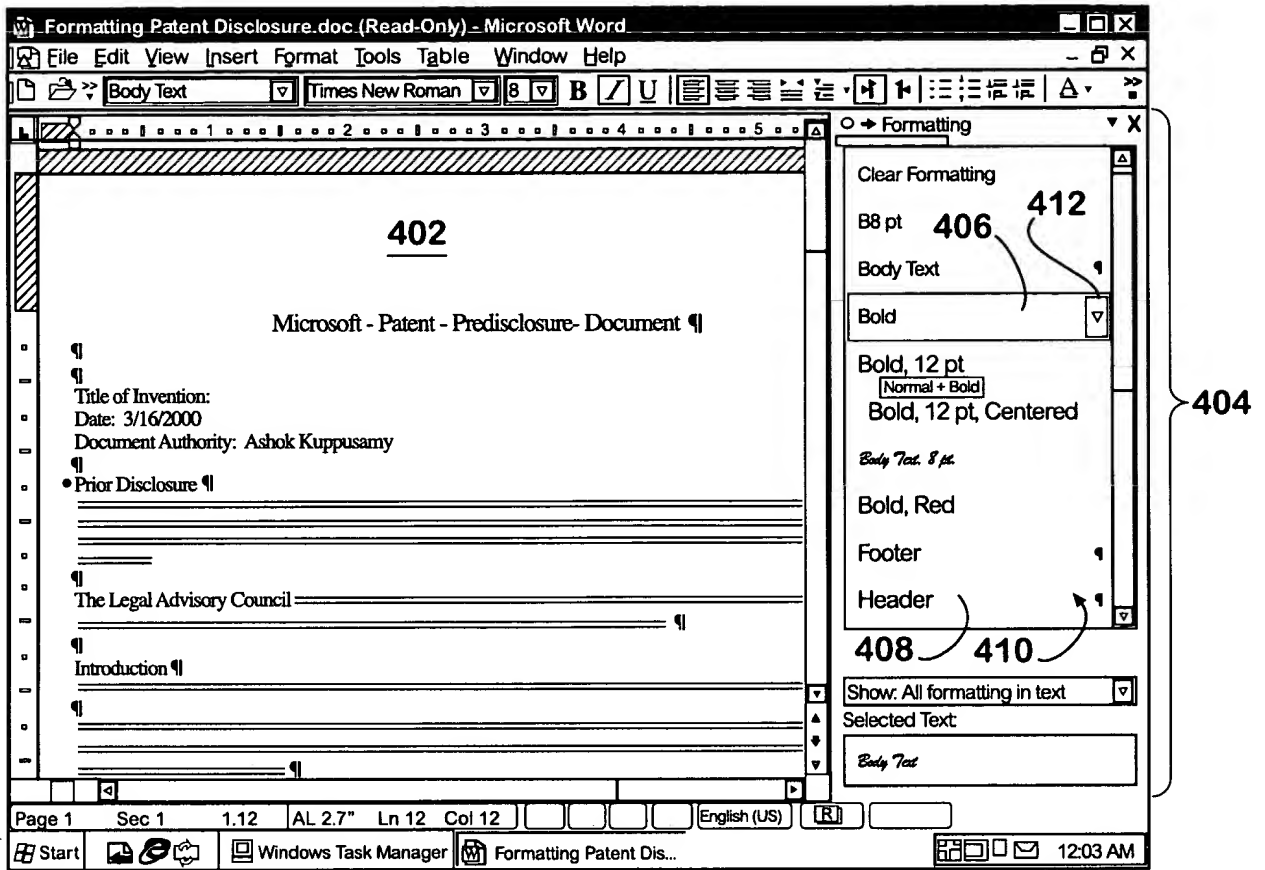 Formatting Patent Disclosure.doc (Read-Only) - Microsoft Word
File Edit View Insert Format Tools Table Window Help
Body Text Times New Roman 8 B I U A
1 2 3 4 5
Formatting
Clear Formatting
B8 pt
Body Text ¶
Bold
Bold, 12 pt
Normal + Bold
Bold, 12 pt, Centered
Body Text. 8 pt.
Bold, Red
Footer ¶
Header ¶
Show: All formatting in text
Selected Text:
Body Text
402
404
406
408
410
412
Microsoft - Patent - Predisclosure- Document ¶
¶
¶
Title of Invention:
Date: 3/16/2000
Document Authority: Ashok Kuppusamy
¶
•Prior Disclosure ¶
¶
The Legal Advisory Council
¶
¶
Introduction ¶
¶
¶
Page 1 Sec 1 1.12 AL 2.7" Ln 12 Col 12 English (US) R
Start Windows Task Manager Formatting Patent Dis... 12:03 AM